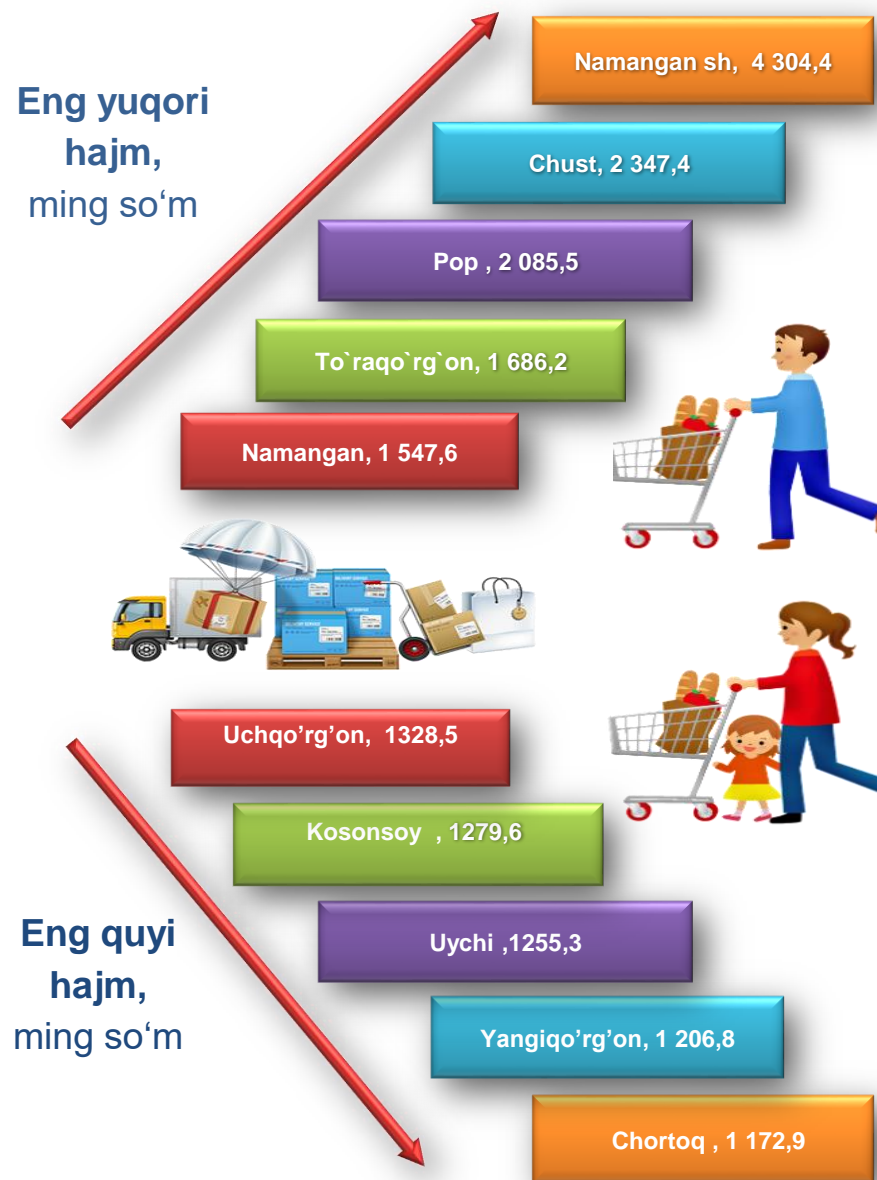 Eng yuqori
hajm,
ming so‘m
Namangan sh, 4 304,4
Chust, 2 347,4
Pop , 2 085,5
To`raqo`rg`on, 1 686,2
Namangan, 1 547,6
Uchqo’rg’on, 1328,5
Kosonsoy , 1279,6
Uychi ,1255,3
Yangiqo’rg’on, 1 206,8
Chortoq , 1 172,9
Eng quyi
hajm,
ming so‘m